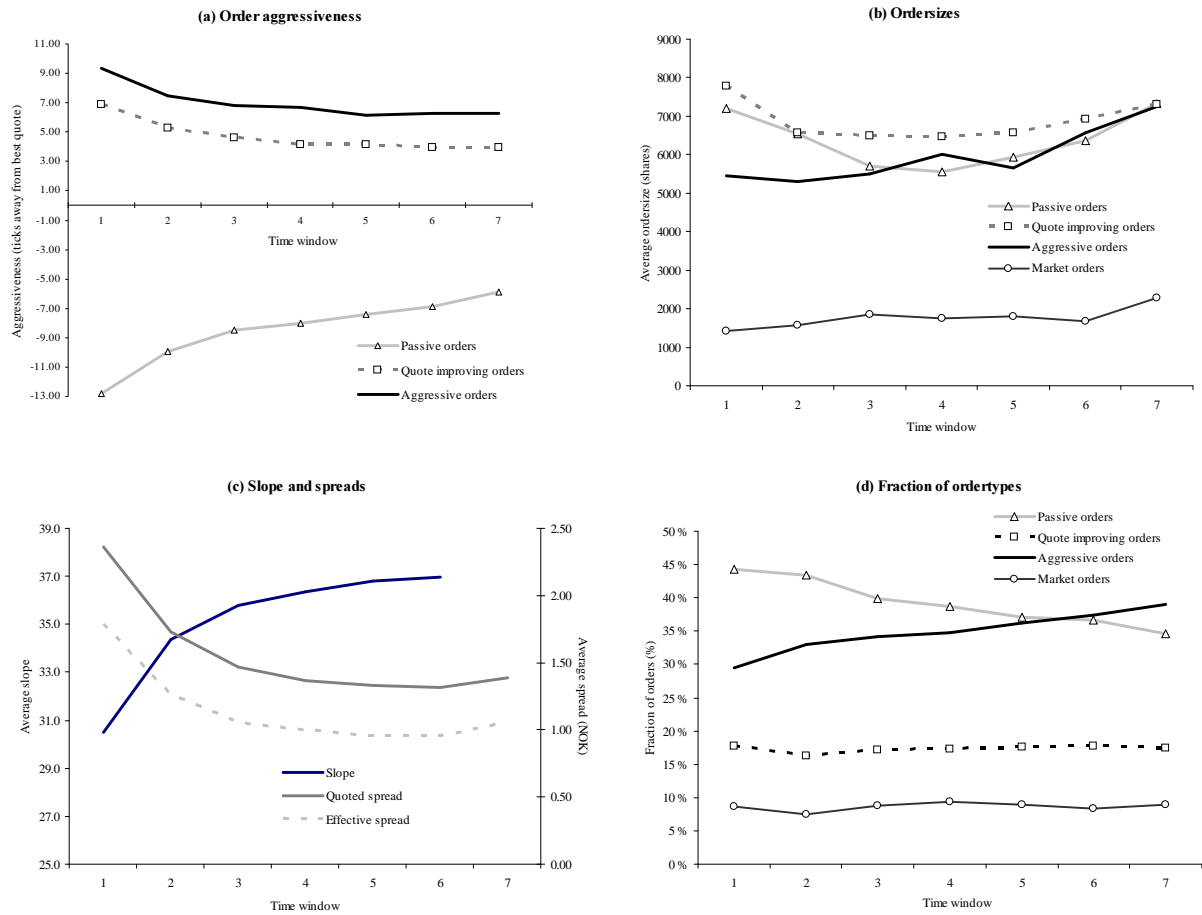 (a) Order aggressiveness
11.00
9.00
7.00
5.00
3.00
1.00
-1.00
-3.00
-5.00
-7.00
-9.00
-11.00
-13.00
Aggressiveness (ticks away from best quote)
1 2 3 4 5 6 7
Time window
Passive orders
Quote improving orders
Aggressive orders
(b) Ordersizes
9000
8000
7000
6000
5000
4000
3000
2000
1000
0
Average ordersize (shares)
Passive orders
Quote improving orders
Aggressive orders
Market orders
1 2 3 4 5 6 7
Time window
(c) Slope and spreads
39.0
37.0
35.0
33.0
31.0
29.0
27.0
25.0
Average slope
2.50
2.00
1.50
1.00
0.50
0.00
Average spread (NOK)
Slope
Quoted spread
Effective spread
1 2 3 4 5 6 7
Time window
(d) Fraction of ordertypes
Passive orders
Quote improving orders
Aggressive orders
Market orders
50 %
45 %
40 %
35 %
30 %
25 %
20 %
15 %
10 %
5 %
0 %
Fraction of orders (%)
1 2 3 4 5 6 7
Time window